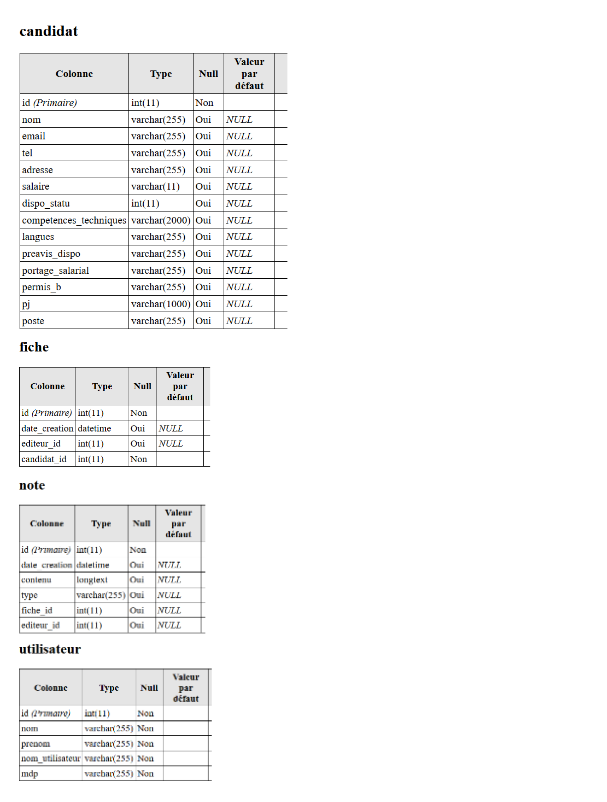 candidat
Colonne Type Null Valeur par défaut
id (Primaire) int(11) Non
nom varchar(255) Oui NULL
email varchar(255) Oui NULL
tel varchar(255) Oui NULL
adresse varchar(255) Oui NULL
salaire varchar(11) Oui NULL
dispo_statu int(11) Oui NULL
competences_techniques varchar(2000) Oui NULL
langues varchar(255) Oui NULL
preavis_dispo varchar(255) Oui NULL
portage_salarial varchar(255) Oui NULL
permis_b varchar(255) Oui NULL
pj varchar(1000) Oui NULL
poste varchar(255) Oui NULL
fiche
Colonne Type Null Valeur par défaut
id (Primaire) int(11) Non
date_creation datetime Oui NULL
editeur_id int(11) Oui NULL
candidat_id int(11) Non
note
Colonne Type Null Valeur par défaut
id (Primaire) int(11) Non
date_creation datetime Oui NULL
contenu longtext Oui NULL
type varchar(255) Oui NULL
fiche_id int(11) Oui NULL
editeur_id int(11) Oui NULL
utilisateur
Colonne Type Null Valeur par défaut
id (Primaire) int(11) Non
nom varchar(255) Non
prenom varchar(255) Non
nom_utilisateur varchar(255) Non
mdp varchar(255) Non